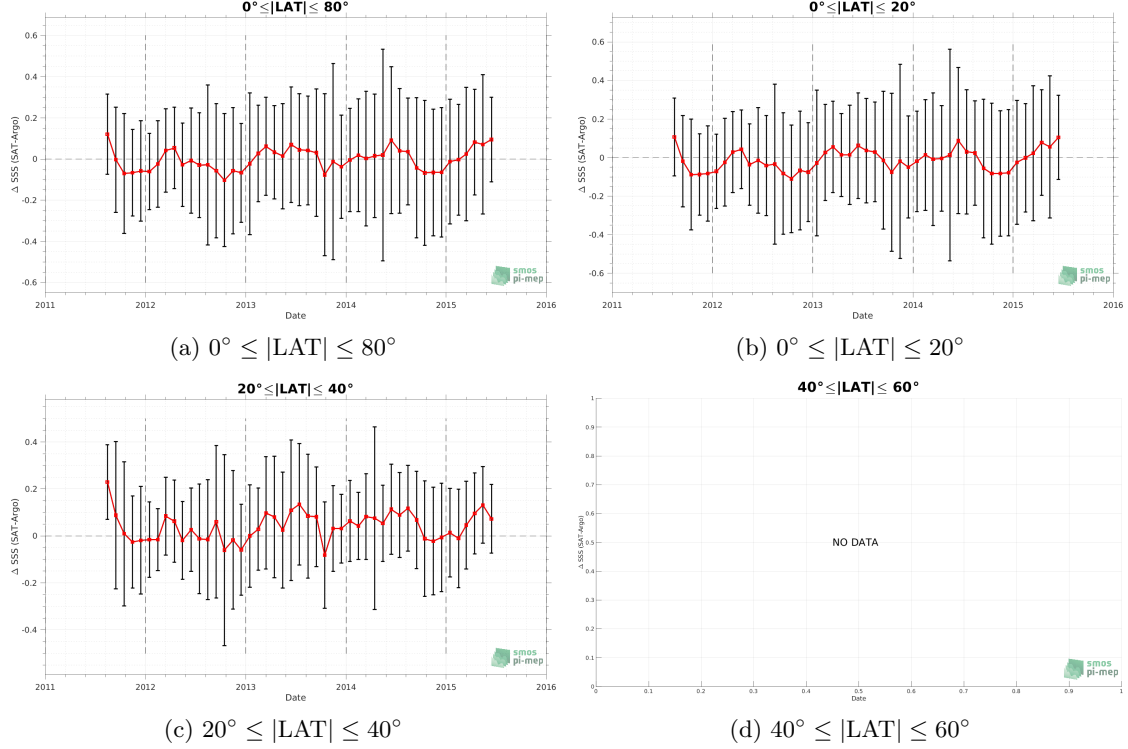 0°≤|LAT|≤ 80°
0.6
0.4
0.2
0
-0.2
-0.4
-0.6
Δ SSS (SAT-Argo)
2011 2012 2013 2014 2015 2016
Date
smos
pi-mep
(a) 0° ≤ |LAT| ≤ 80°
0°≤|LAT|≤ 20°
0.6
0.4
0.2
0
-0.2
-0.4
-0.6
Δ SSS (SAT-Argo)
2011 2012 2013 2014 2015 2016
Date
smos
pi-mep
(b) 0° ≤ |LAT| ≤ 20°
20°≤|LAT|≤ 40°
0.4
0.2
0
-0.2
-0.4
Δ SSS (SAT-Argo)
2011 2012 2013 2014 2015 2016
Date
smos
pi-mep
(c) 20° ≤ |LAT| ≤ 40°
40°≤|LAT|≤ 60°
1
0.9
0.8
0.7
0.6
0.5
0.4
0.3
0.2
0.1
0
Δ SSS (SAT-Argo)
NO DATA
0 0.1 0.2 0.3 0.4 0.5 0.6 0.7 0.8 0.9 1
Date
smos
pi-mep
(d) 40° ≤ |LAT| ≤ 60°